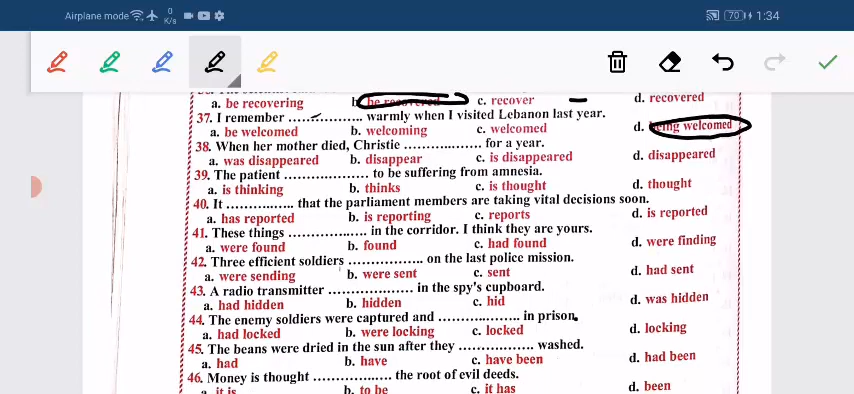 Airplane mode 0 K/s 70 1:34
a. be recovering b. be recovered c. recover d. recovered
37. I remember ………………… warmly when I visited Lebanon last year.
a. be welcomed b. welcoming c. welcomed d. being welcomed
38. When her mother died, Christie ………………… for a year.
a. was disappeared b. disappear c. is disappeared d. disappeared
39. The patient ………………… to be suffering from amnesia.
a. is thinking b. thinks c. is thought d. thought
40. It ………………… that the parliament members are taking vital decisions soon.
a. has reported b. is reporting c. reports d. is reported
41. These things ………………… in the corridor. I think they are yours.
a. were found b. found c. had found d. were finding
42. Three efficient soldiers ………………… on the last police mission.
a. were sending b. were sent c. sent d. had sent
43. A radio transmitter ………………… in the spy's cupboard.
a. had hidden b. hidden c. hid d. was hidden
44. The enemy soldiers were captured and ………………… in prison.
a. had locked b. were locking c. locked d. locking
45. The beans were dried in the sun after they ………………… washed.
a. had b. have c. have been d. had been
46. Money is thought ………………… the root of evil deeds.
a. it is b. to be c. it has d. been